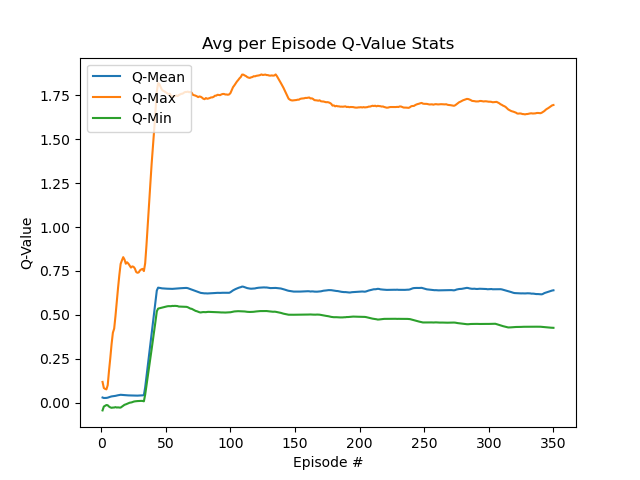 Avg per Episode Q-Value Stats
Q-Mean
Q-Max
Q-Min
Q-Value
1.75
1.50
1.25
1.00
0.75
0.50
0.25
0.00
0 50 100 150 200 250 300 350
Episode #